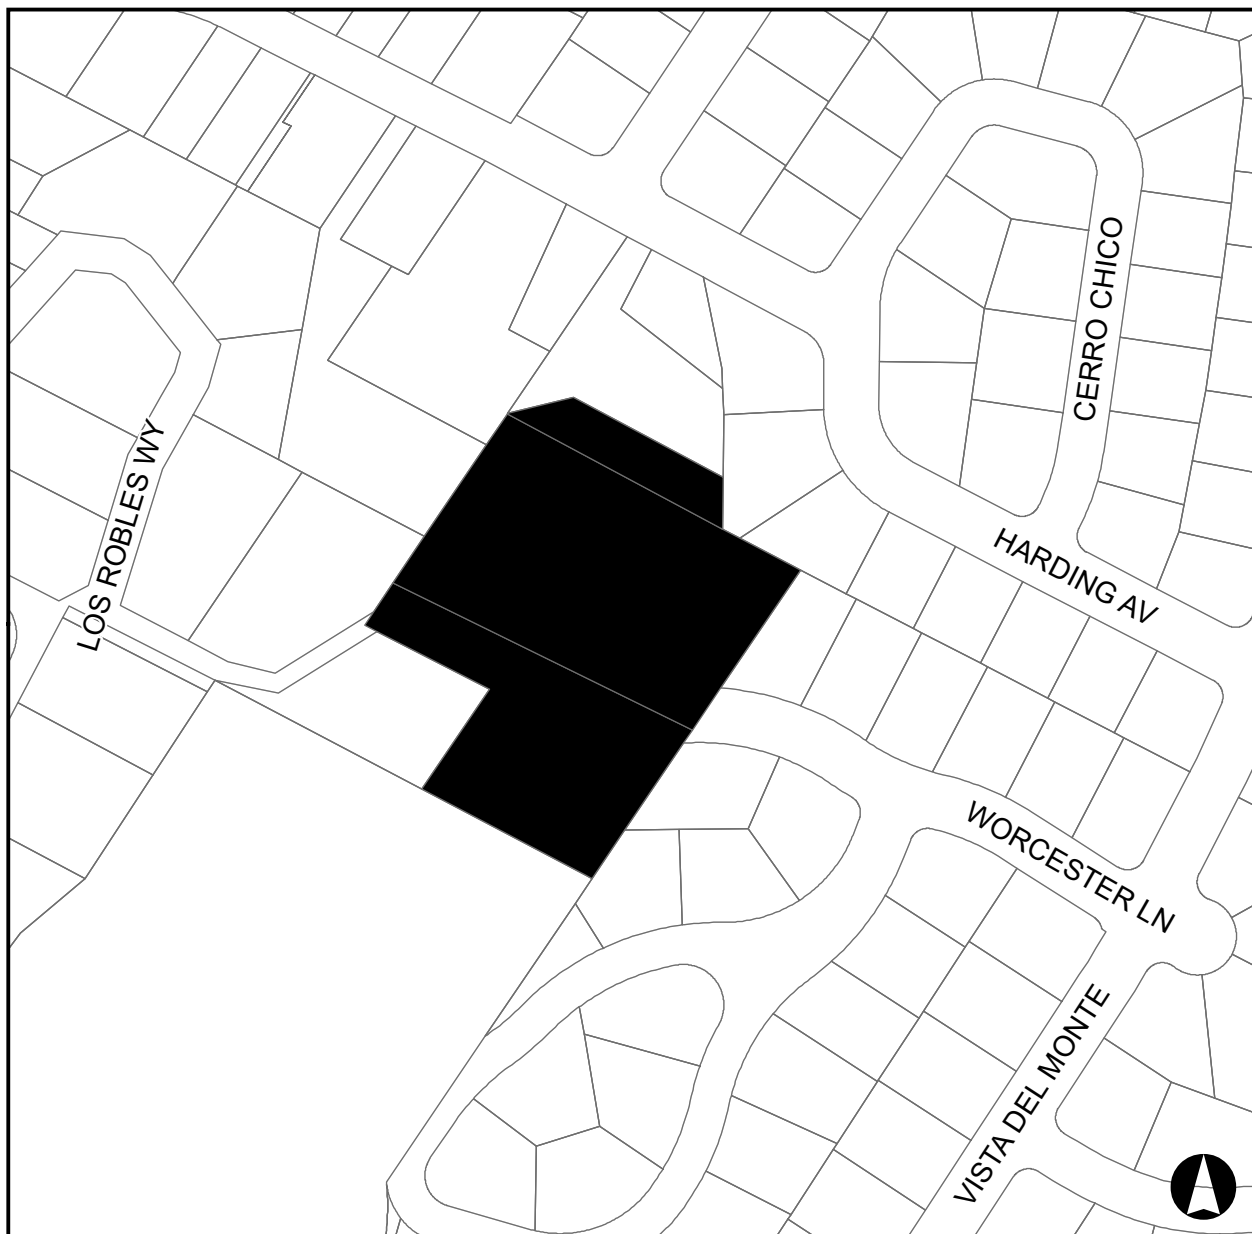 CERRO CHICO
LOS ROBLES WY
HARDING AV
WORCESTER LN
VISTA DEL MONTE